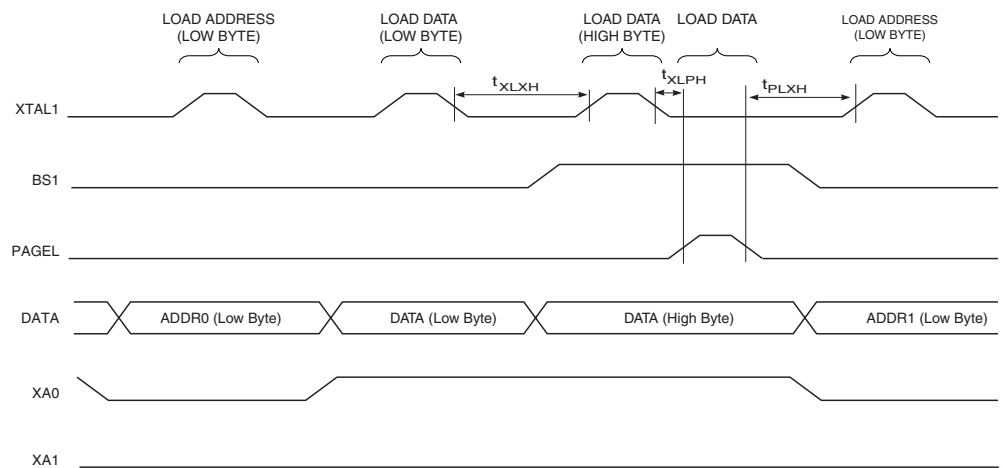 LOAD ADDRESS
(LOW BYTE)
LOAD DATA
(LOW BYTE)
LOAD DATA
(HIGH BYTE)
LOAD DATA
LOAD ADDRESS
(LOW BYTE)
tXLXH
tXLPH
tPLXH
XTAL1
BS1
PAGEL
DATA
ADDR0 (Low Byte)
DATA (Low Byte)
DATA (High Byte)
ADDR1 (Low Byte)
XA0
XA1